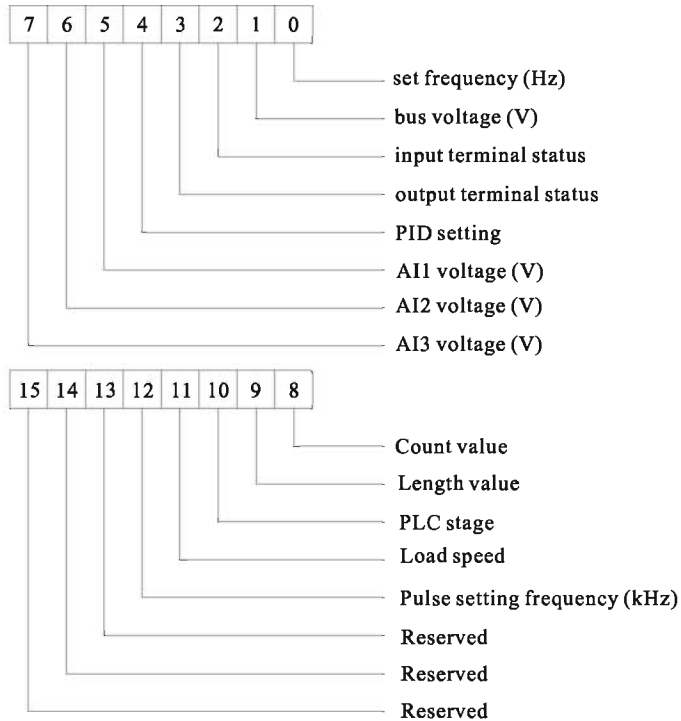 7 6 5 4 3 2 1 0
set frequency (Hz)
bus voltage (V)
input terminal status
output terminal status
PID setting
AI1 voltage (V)
AI2 voltage (V)
AI3 voltage (V)
15 14 13 12 11 10 9 8
Count value
Length value
PLC stage
Load speed
Pulse setting frequency (kHz)
Reserved
Reserved
Reserved